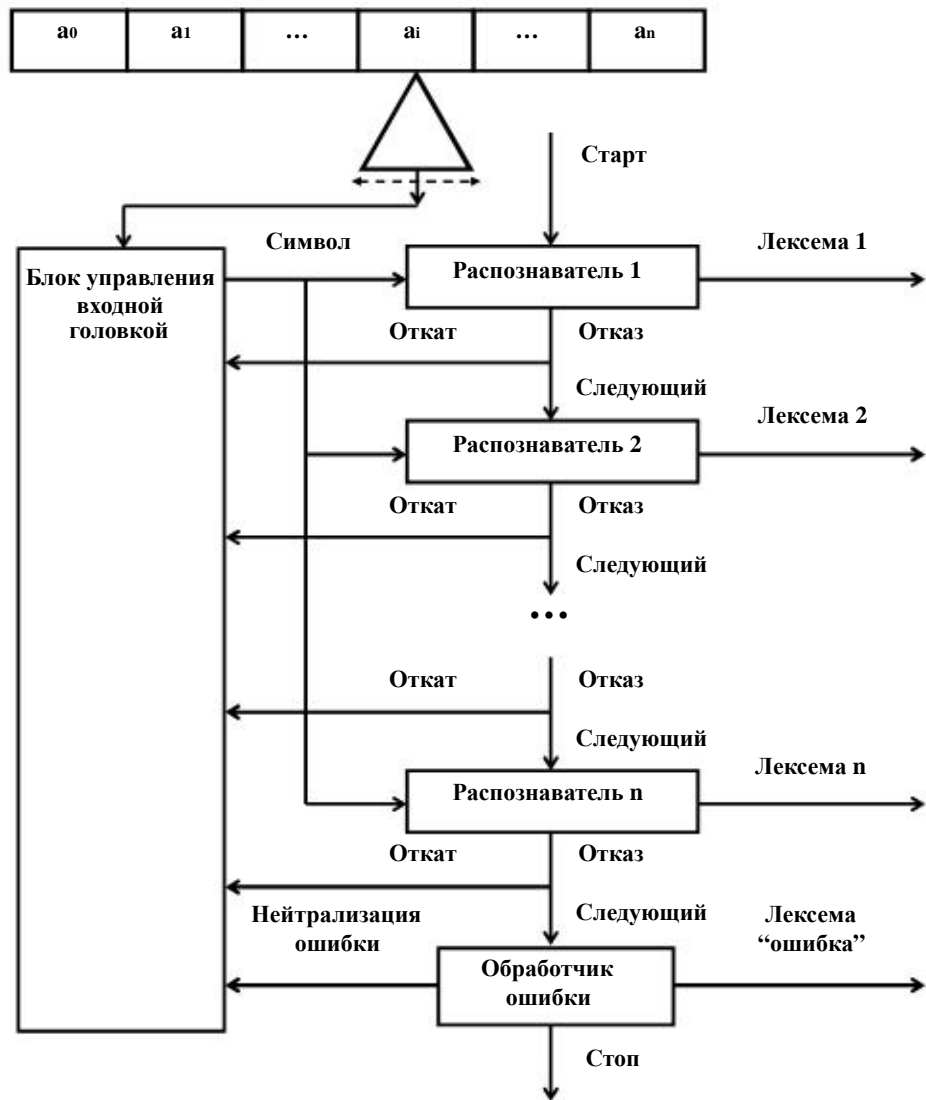 a0 a1 … ai … an
Старт
Символ
Лексема 1
Блок управления
входной
головкой
Распознаватель 1
Откат
Отказ
Следующий
Лексема 2
Распознаватель 2
Откат
Отказ
Следующий
…
Откат
Отказ
Следующий
Лексема n
Распознаватель n
Откат
Отказ
Следующий
Нейтрализация
ошибки
Лексема
“ошибка”
Обработчик
ошибки
Стоп